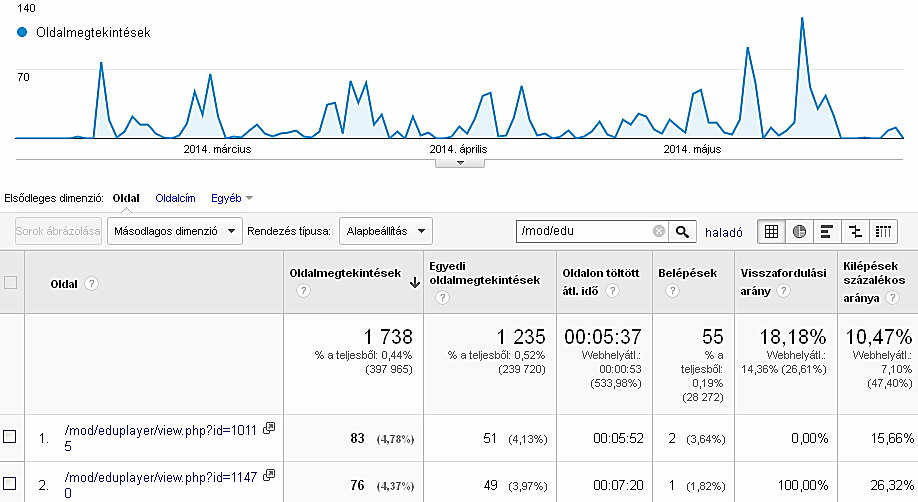 140
Oldalmegtekintések
70
2014. március
2014. április
2014. május
Elsődleges dimenzió: Oldal Oldalcím Egyéb
Sorok ábrázolása Másodlagos dimenzió Rendezés típusa: Alapbeállítás /mod/edu haladó
Oldal ?
Oldalmegtekintések
?
Egyedi
oldalmegtekintések
?
Oldalon töltött
átl. idő ?
Belépések
?
Visszafordulási
arány ?
Kilépések
százalékos
aránya ?
1 738
% a teljesből: 0,44%
(397 965)
1 235
% a teljesből: 0,52%
(239 720)
00:05:37
Webhelyátl.:
00:00:53
(533,98%)
55
% a
teljesből:
0,19%
(28 272)
18,18%
Webhelyátl.:
14,36% (26,61%)
10,47%
Webhelyátl.:
7,10%
(47,40%)
1. /mod/eduplayer/view.php?id=1011
5
83 (4,78%) 51 (4,13%) 00:05:52 2 (3,64%) 0,00% 15,66%
2. /mod/eduplayer/view.php?id=1147
0
76 (4,37%) 49 (3,97%) 00:07:20 1 (1,82%) 100,00% 26,32%